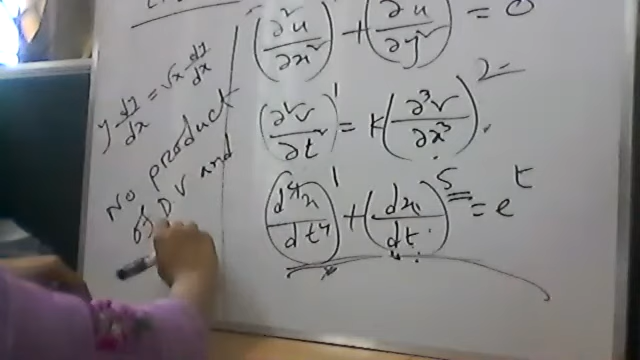 y dy/dx = √x dy/dx
No product
of D.V and
(∂²u/∂x²) + (∂u/∂y²) = 0
(∂²v/∂t²)¹ = K(∂³v/∂x³)²
(d⁴x/dt⁴)¹ + (dx/dt)⁵ = eᵗ